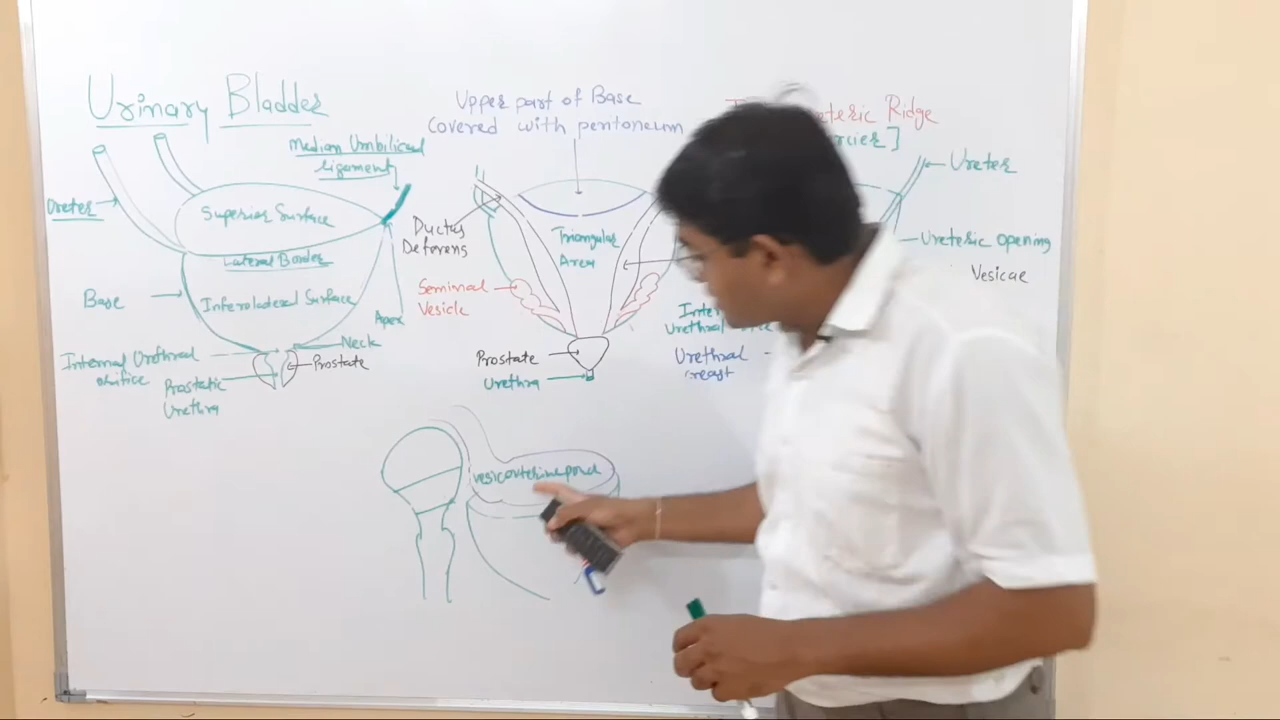 Urinary Bladder
Median Umbilical
ligament
Ureter
Superior Surface
Lateral Border
Base
Inferolateral Surface
Apex
Neck
Internal Urethral
orifice
Prostate
Prostatic
Urethra
Upper part of Base
Covered with peritoneum
Ductus
Deferens
Triangular
Area
Seminal
Vesicle
Prostate
Urethra
Ridge
Ureter
Ureteric opening
Vesicae
Urethral
Urethral
crest
vesicouterine pouch